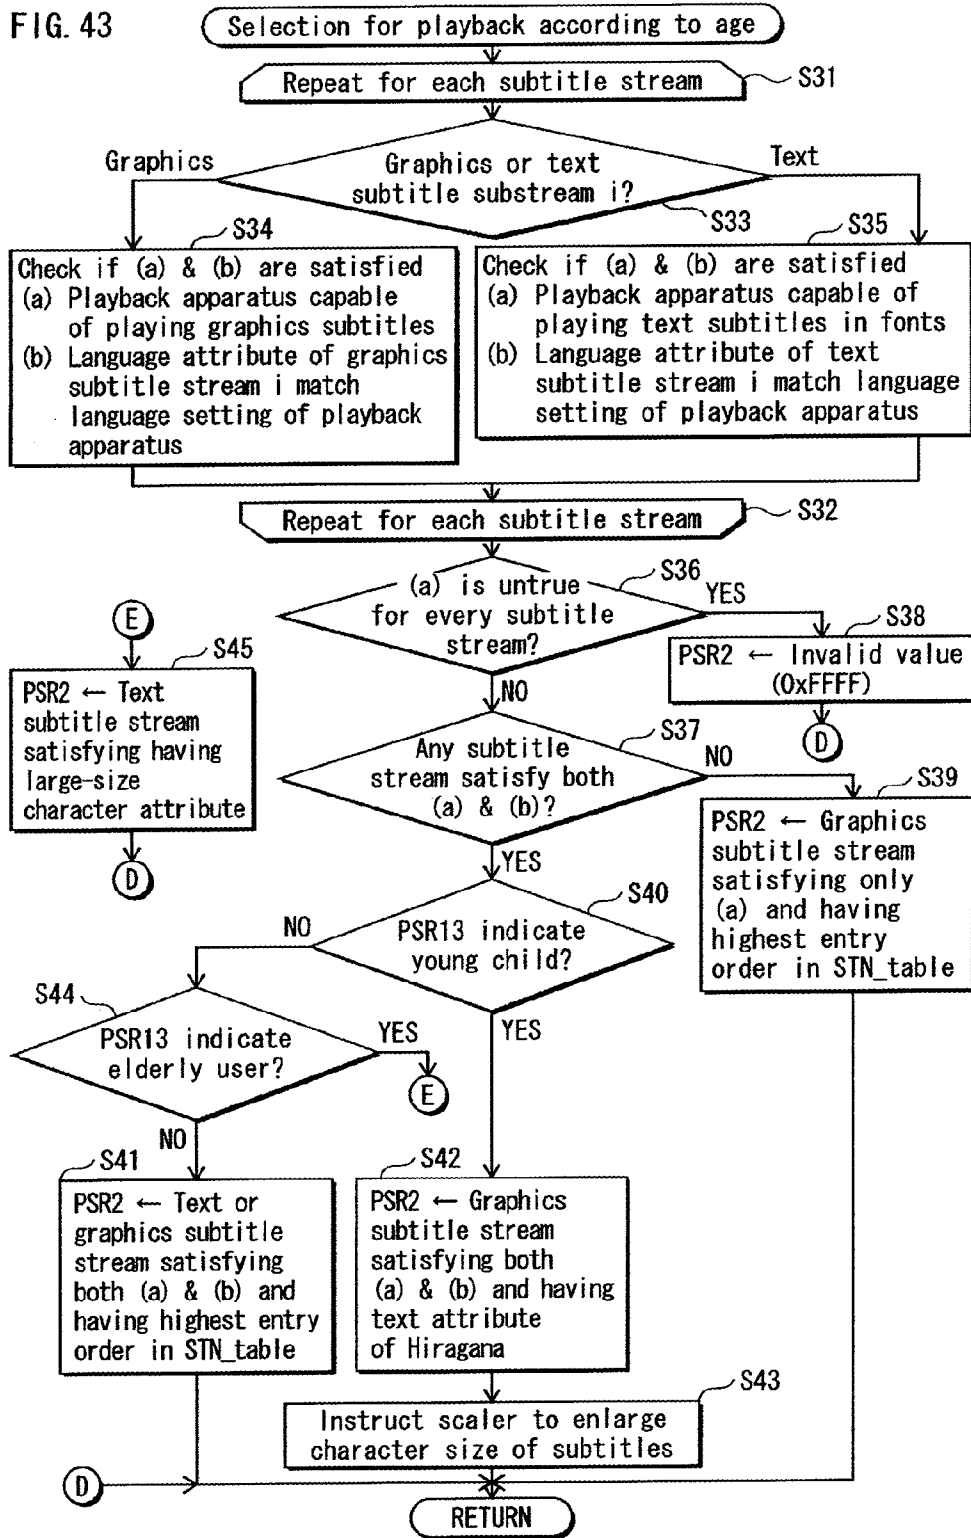 FIG. 43
Selection for playback according to age
Repeat for each subtitle stream
S31
Graphics
Graphics or text
subtitle substream i?
Text
S33
S34
Check if (a) & (b) are satisfied
(a) Playback apparatus capable
of playing graphics subtitles
(b) Language attribute of graphics
subtitle stream i match
language setting of playback
apparatus
S35
Check if (a) & (b) are satisfied
(a) Playback apparatus capable of
playing text subtitles in fonts
(b) Language attribute of text
subtitle stream i match language
setting of playback apparatus
Repeat for each subtitle stream
S32
(a) is untrue
for every subtitle
stream?
S36
YES
NO
S38
PSR2 ← Invalid value
(0xFFFF)
D
E
S45
PSR2 ← Text
subtitle stream
satisfying having
large-size
character attribute
D
Any subtitle
stream satisfy both
(a) & (b)?
S37
NO
YES
S39
PSR2 ← Graphics
subtitle stream
satisfying only
(a) and having
highest entry
order in STN_table
PSR13 indicate
young child?
S40
NO
YES
S44
PSR13 indicate
elderly user?
YES
E
NO
S41
PSR2 ← Text or
graphics subtitle
stream satisfying
both (a) & (b) and
having highest entry
order in STN_table
S42
PSR2 ← Graphics
subtitle stream
satisfying both
(a) & (b) and having
text attribute
of Hiragana
S43
Instruct scaler to enlarge
character size of subtitles
D
RETURN